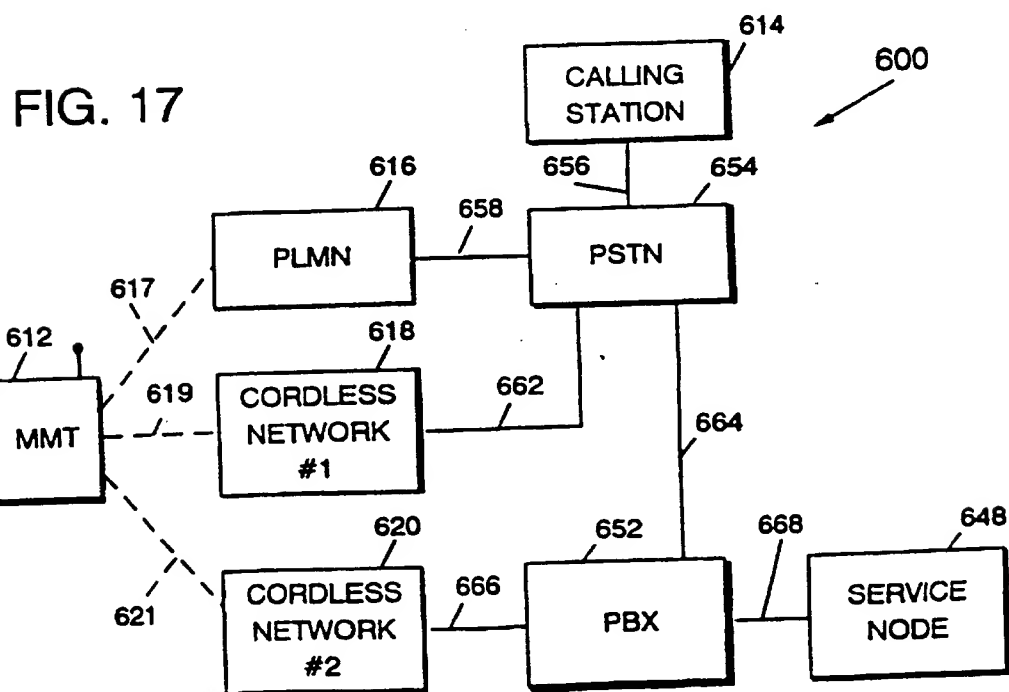 FIG. 17
614
CALLING
STATION
600
656
654
616
658
PLMN
PSTN
617
612
618
662
619
CORDLESS
NETWORK
#1
MMT
664
620
652
668
648
621
CORDLESS
NETWORK
#2
666
PBX
SERVICE
NODE